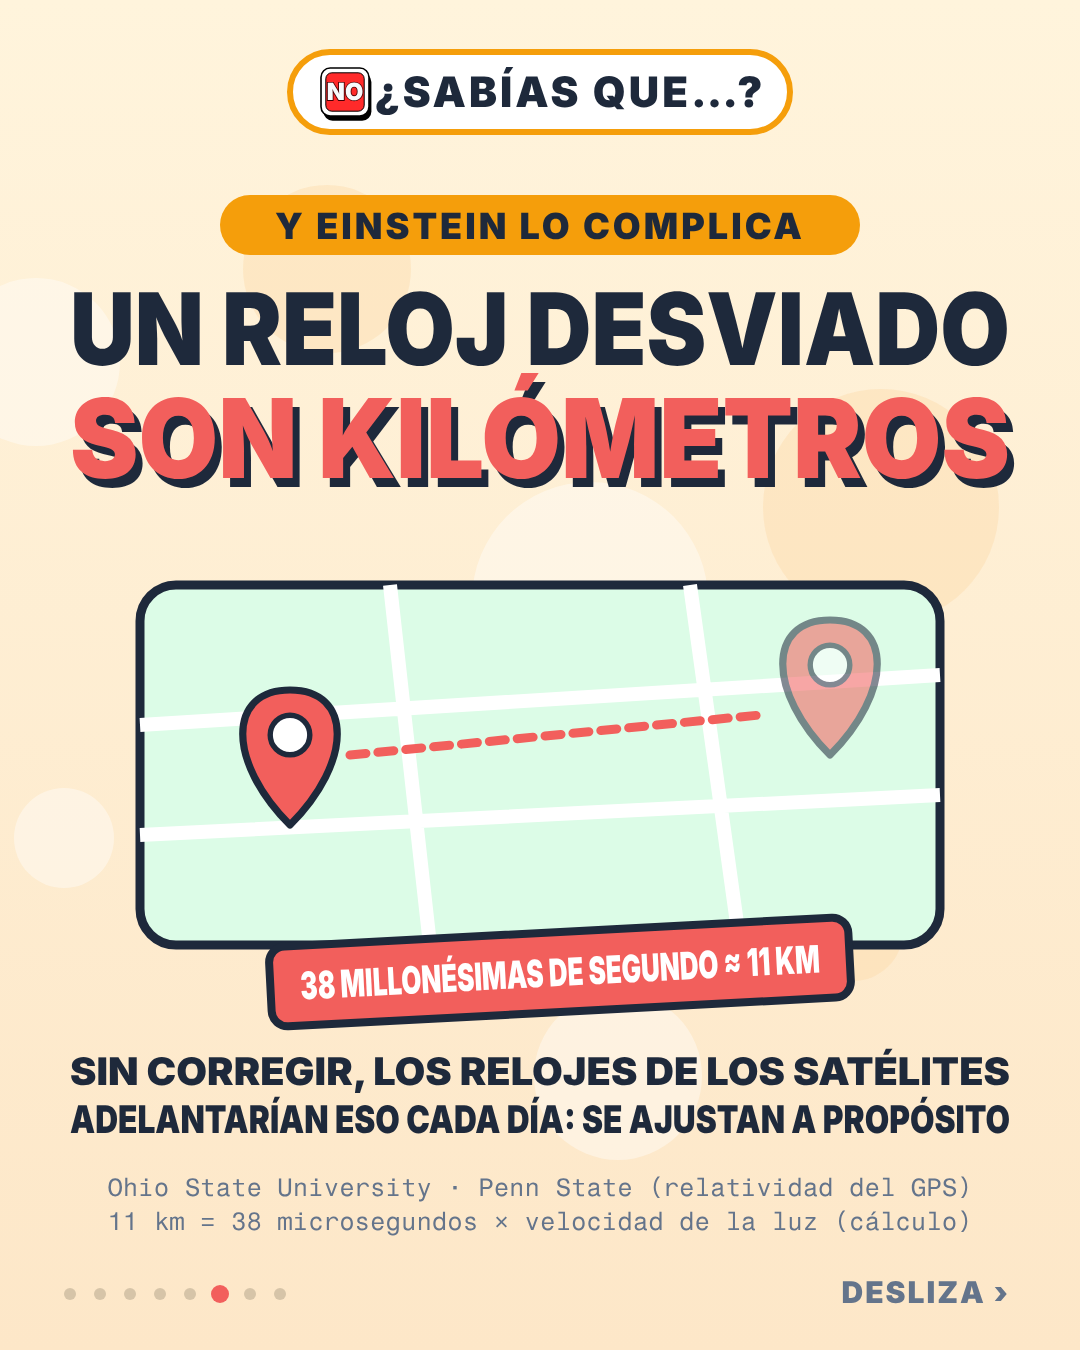 NO ¿SABÍAS QUE...?
Y EINSTEIN LO COMPLICA
UN RELOJ DESVIADO
SON KILÓMETROS
38 MILLONÉSIMAS DE SEGUNDO ≈ 11 KM
SIN CORREGIR, LOS RELOJES DE LOS SATÉLITES
ADELANTARÍAN ESO CADA DÍA: SE AJUSTAN A PROPÓSITO
Ohio State University · Penn State (relatividad del GPS)
11 km = 38 microsegundos × velocidad de la luz (cálculo)
DESLIZA ›